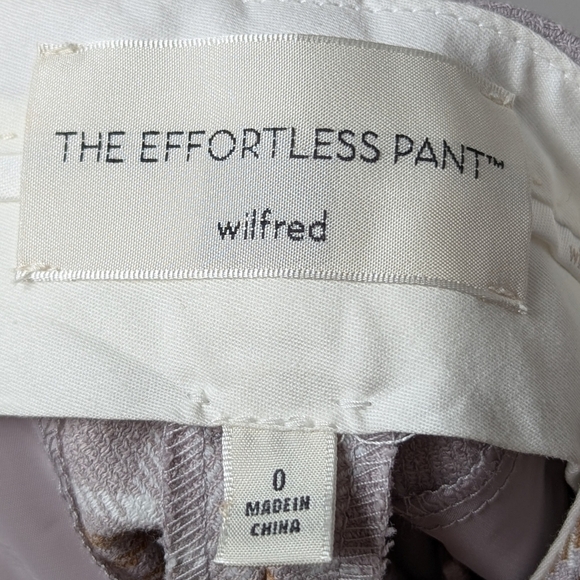 THE EFFORTLESS PANT™
wilfred
0
MADE IN
CHINA